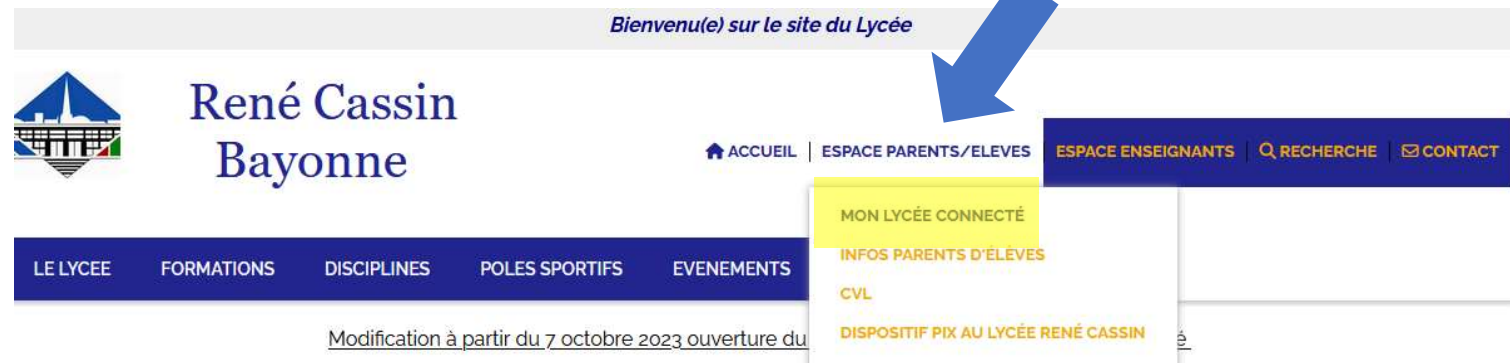 Bienvenu(e) sur le site du Lycée
René Cassin
Bayonne
ACCUEIL | ESPACE PARENTS/ELEVES | ESPACE ENSEIGNANTS | RECHERCHE | CONTACT
MON LYCÉE CONNECTÉ
INFOS PARENTS D'ÉLÈVES
CVL
DISPOSITIF PIX AU LYCÉE RENÉ CASSIN
LE LYCEE FORMATIONS DISCIPLINES POLES SPORTIFS EVENEMENTS
Modification à partir du 7 octobre 2023 ouverture du